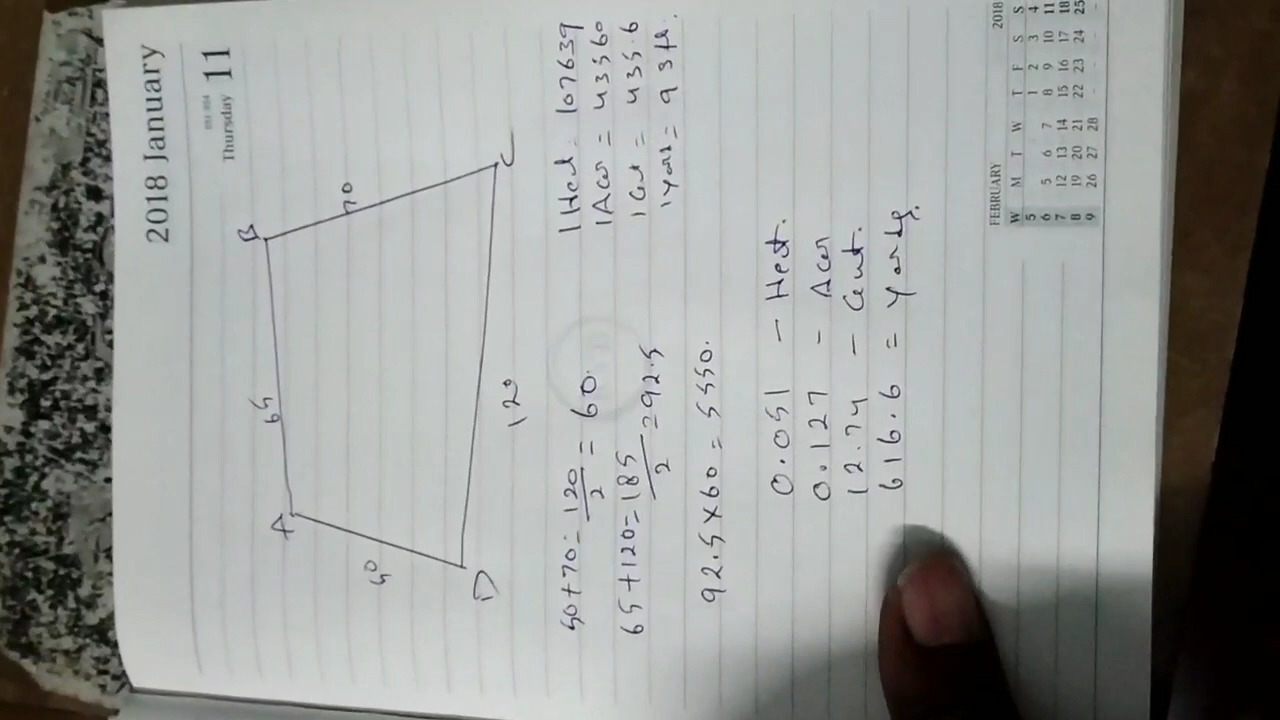 2018 January
Thursday 11
A
65
B
70
50
D
C
120
50+70=120/2=60.
65+120=185/2=92.5
92.5×60=5550.
1 Hect = 107639
1 Acer = 43560
1 Cent = 435.6
1 yard = 9 3ft.
0.051 - Hect.
0.127 - Acer
12.74 - Cent.
616.6 = Yards.
FEBRUARY 2018
W M T W T F S S
5 1 2 3 4
6 5 6 7 8 9 10 11
7 12 13 14 15 16 17 18
8 19 20 21 22 23 24 25
9 26 27 28 - - - -